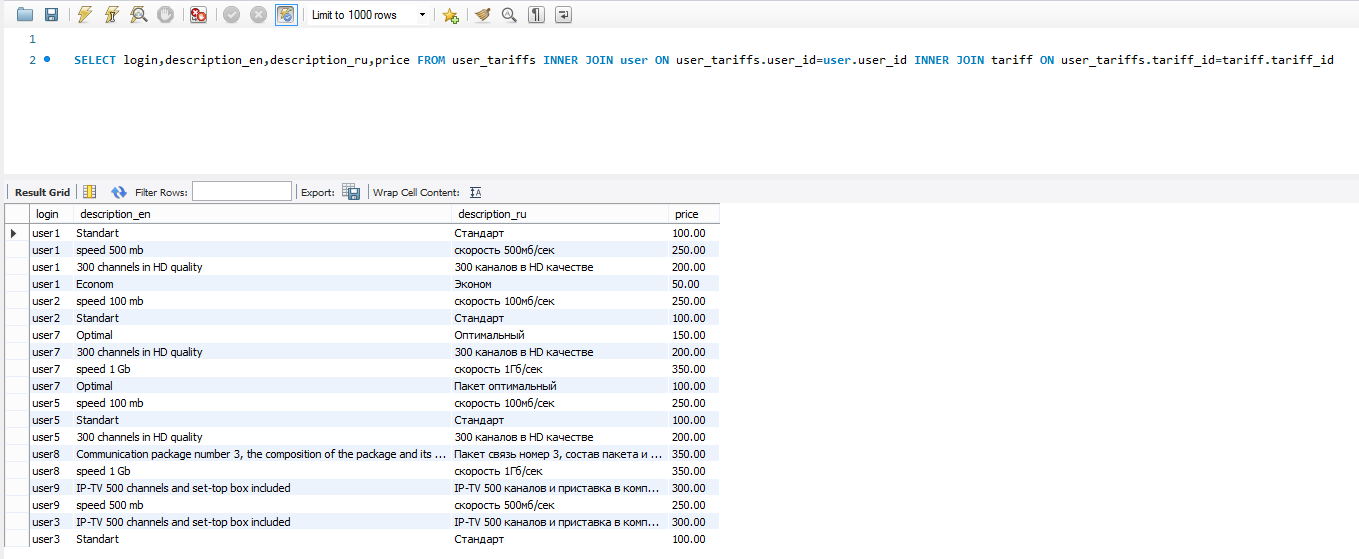 Limit to 1000 rows
1
2 SELECT login,description_en,description_ru,price FROM user_tariffs INNER JOIN user ON user_tariffs.user_id=user.user_id INNER JOIN tariff ON user_tariffs.tariff_id=tariff.tariff_id
Result Grid Filter Rows: Export: Wrap Cell Content:
login description_en description_ru price
user1 Standart Стандарт 100.00
user1 speed 500 mb скорость 500мб/сек 250.00
user1 300 channels in HD quality 300 каналов в HD качестве 200.00
user1 Econom Эконом 50.00
user2 speed 100 mb скорость 100мб/сек 250.00
user2 Standart Стандарт 100.00
user7 Optimal Оптимальный 150.00
user7 300 channels in HD quality 300 каналов в HD качестве 200.00
user7 speed 1 Gb скорость 1Гб/сек 350.00
user7 Optimal Пакет оптимальный 100.00
user5 speed 100 mb скорость 100мб/сек 250.00
user5 Standart Стандарт 100.00
user5 300 channels in HD quality 300 каналов в HD качестве 200.00
user8 Communication package number 3, the composition of the package and its ... Пакет связь номер 3, состав пакета и ... 350.00
user8 speed 1 Gb скорость 1Гб/сек 350.00
user9 IP-TV 500 channels and set-top box included IP-TV 500 каналов и приставка в комп... 300.00
user9 speed 500 mb скорость 500мб/сек 250.00
user3 IP-TV 500 channels and set-top box included IP-TV 500 каналов и приставка в комп... 300.00
user3 Standart Стандарт 100.00